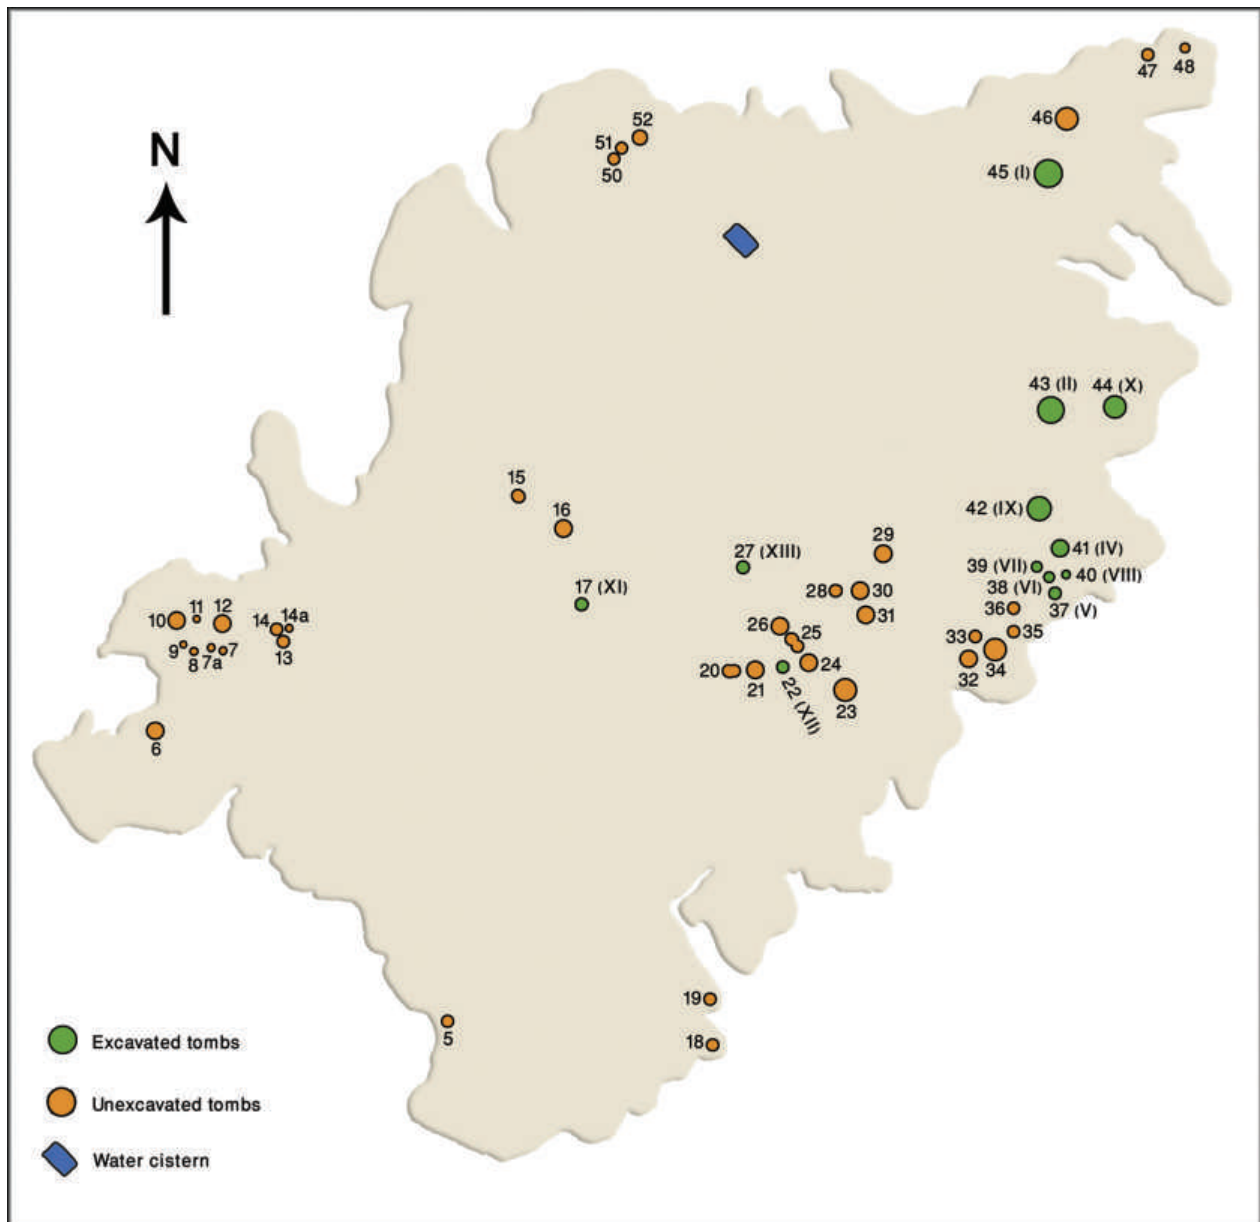 47
48
52
46
51
50
N
45 (I)
43 (II)
44 (X)
15
42 (IX)
16
29
41 (IV)
27 (XIII)
39 (VII)
40 (VIII)
17 (XI)
28
30
38 (VI)
36
37 (V)
10
11
12
14
14a
31
26
25
35
33
13
9
8
7a
7
34
32
24
20
21
22 (XII)
23
6
19
5
18
Excavated tombs
Unexcavated tombs
Water cistern